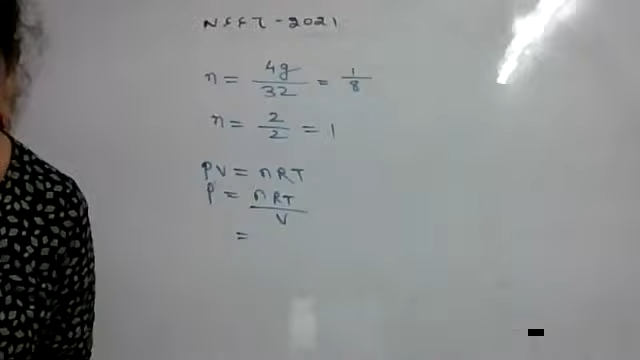 NEET - 2021
n = 4g/32 = 1/8
n = 2/2 = 1
PV = nRT
P = nRT/V
=